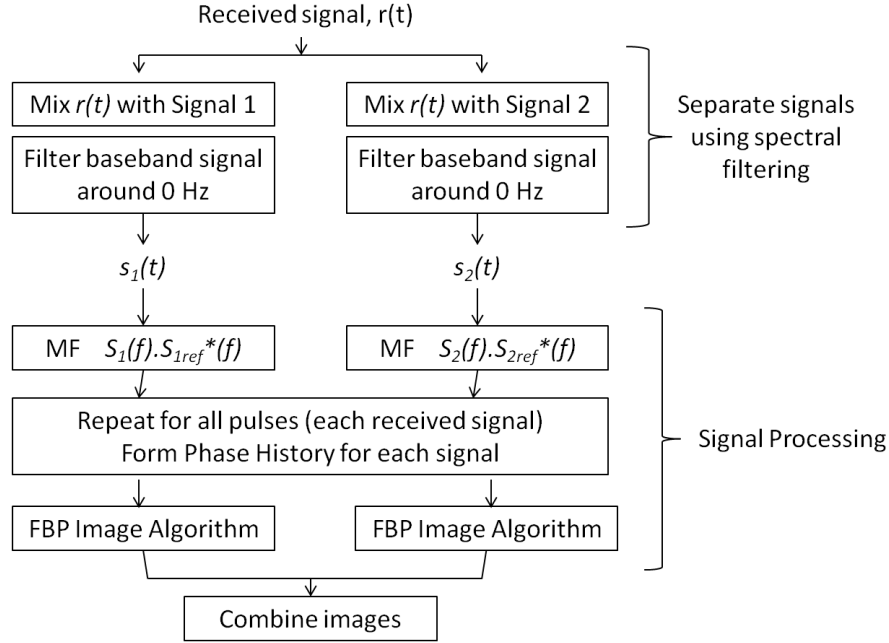 Received signal, r(t)
Mix r(t) with Signal 1
Mix r(t) with Signal 2
Separate signals
using spectral
filtering
Filter baseband signal
around 0 Hz
Filter baseband signal
around 0 Hz
s1(t)
s2(t)
MF S1(f).S1ref*(f)
MF S2(f).S2ref*(f)
Repeat for all pulses (each received signal)
Form Phase History for each signal
Signal Processing
FBP Image Algorithm
FBP Image Algorithm
Combine images